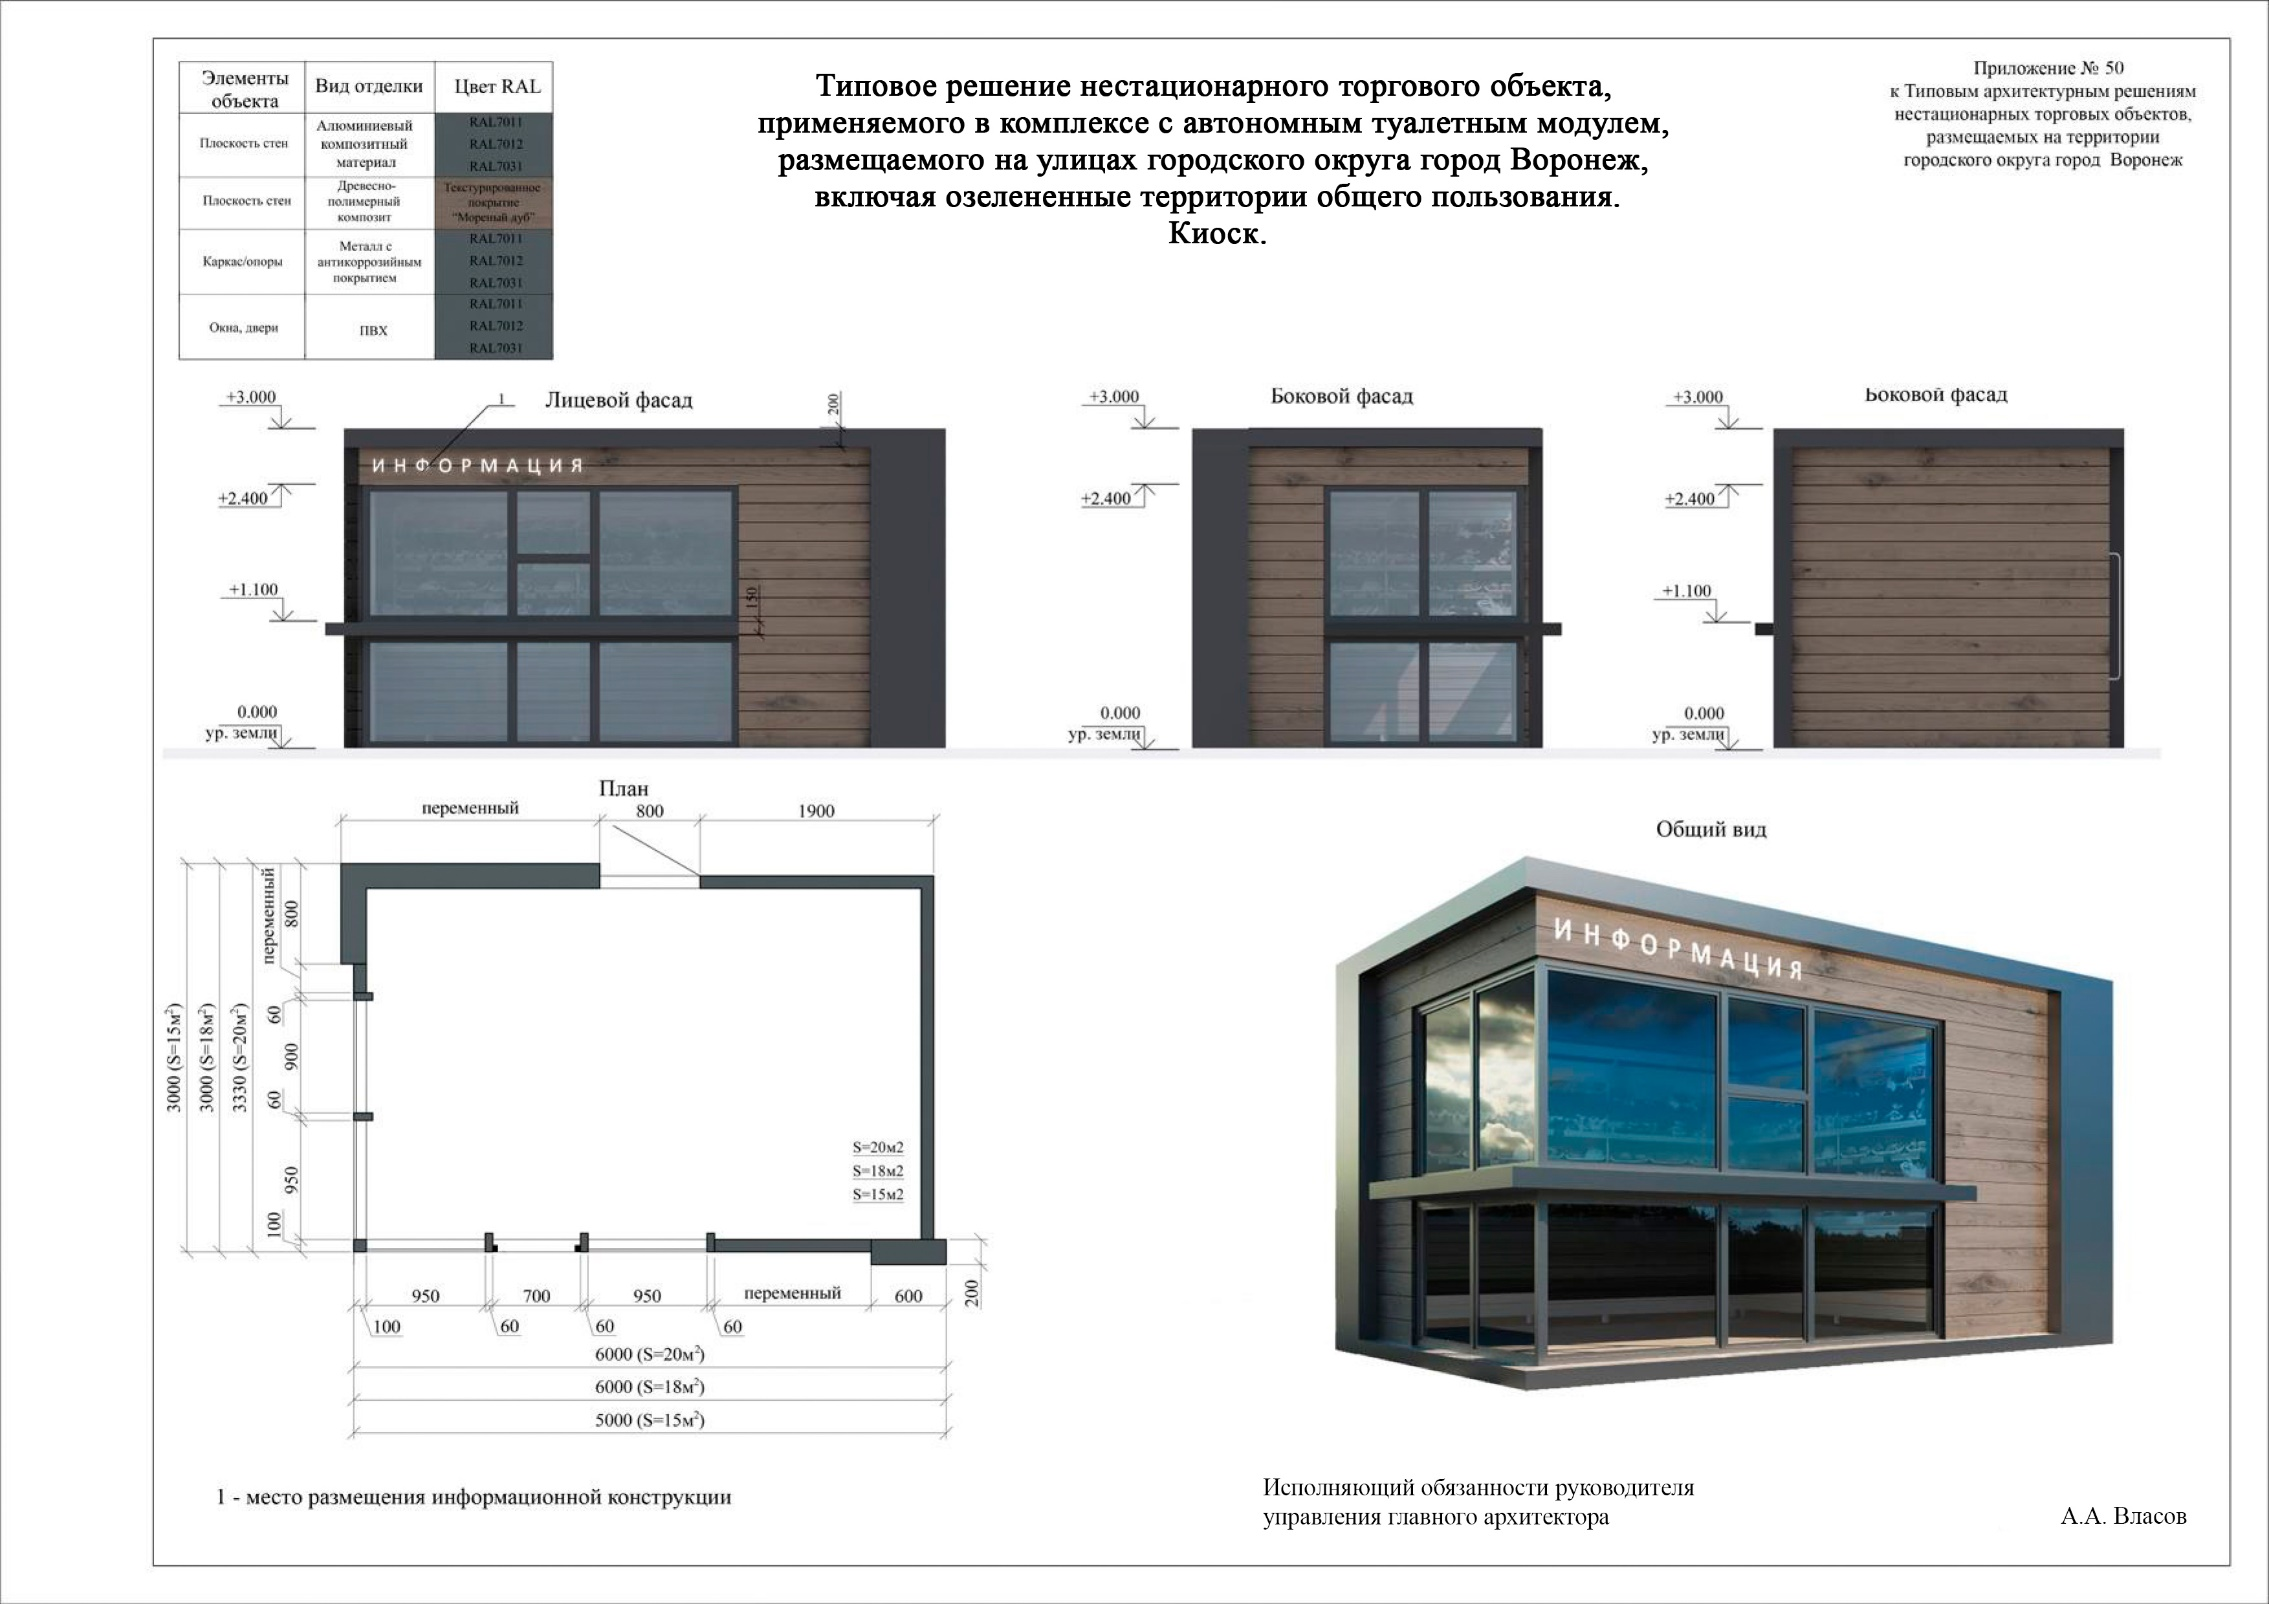 Элементы
объекта
Вид отделки
Цвет RAL
Плоскость стен
Алюминиевый
композитный
материал
RAL7011
RAL7012
RAL7031
Плоскость стен
Древесно-
полимерный
композит
Текстурированное
покрытие
“Мореный дуб”
Каркас/опоры
Металл с
антикоррозийным
покрытием
RAL7011
RAL7012
RAL7031
Окна, двери
ПВХ
RAL7011
RAL7012
RAL7031
Типовое решение нестационарного торгового объекта,
применяемого в комплексе с автономным туалетным модулем,
размещаемого на улицах городского округа город Воронеж,
включая озелененные территории общего пользования.
Киоск.
Приложение № 50
к Типовым архитектурным решениям
нестационарных торговых объектов,
размещаемых на территории
городского округа город Воронеж
Лицевой фасад
1
200
+3.000
+2.400
+1.100
0.000
ур. земли
ИНФОРМАЦИЯ
150
Боковой фасад
+3.000
+2.400
0.000
ур. земли
Боковой фасад
+3.000
+2.400
+1.100
0.000
ур. земли
План
переменный
800
1900
3000 (S=15м²)
3000 (S=18м²)
3330 (S=20м²)
переменный
800
60
900
60
950
100
S=20м2
S=18м2
S=15м2
950
700
950
переменный
600
200
100
60
60
60
6000 (S=20м²)
6000 (S=18м²)
5000 (S=15м²)
Общий вид
ИНФОРМАЦИЯ
1 - место размещения информационной конструкции
Исполняющий обязанности руководителя
управления главного архитектора
А.А. Власов